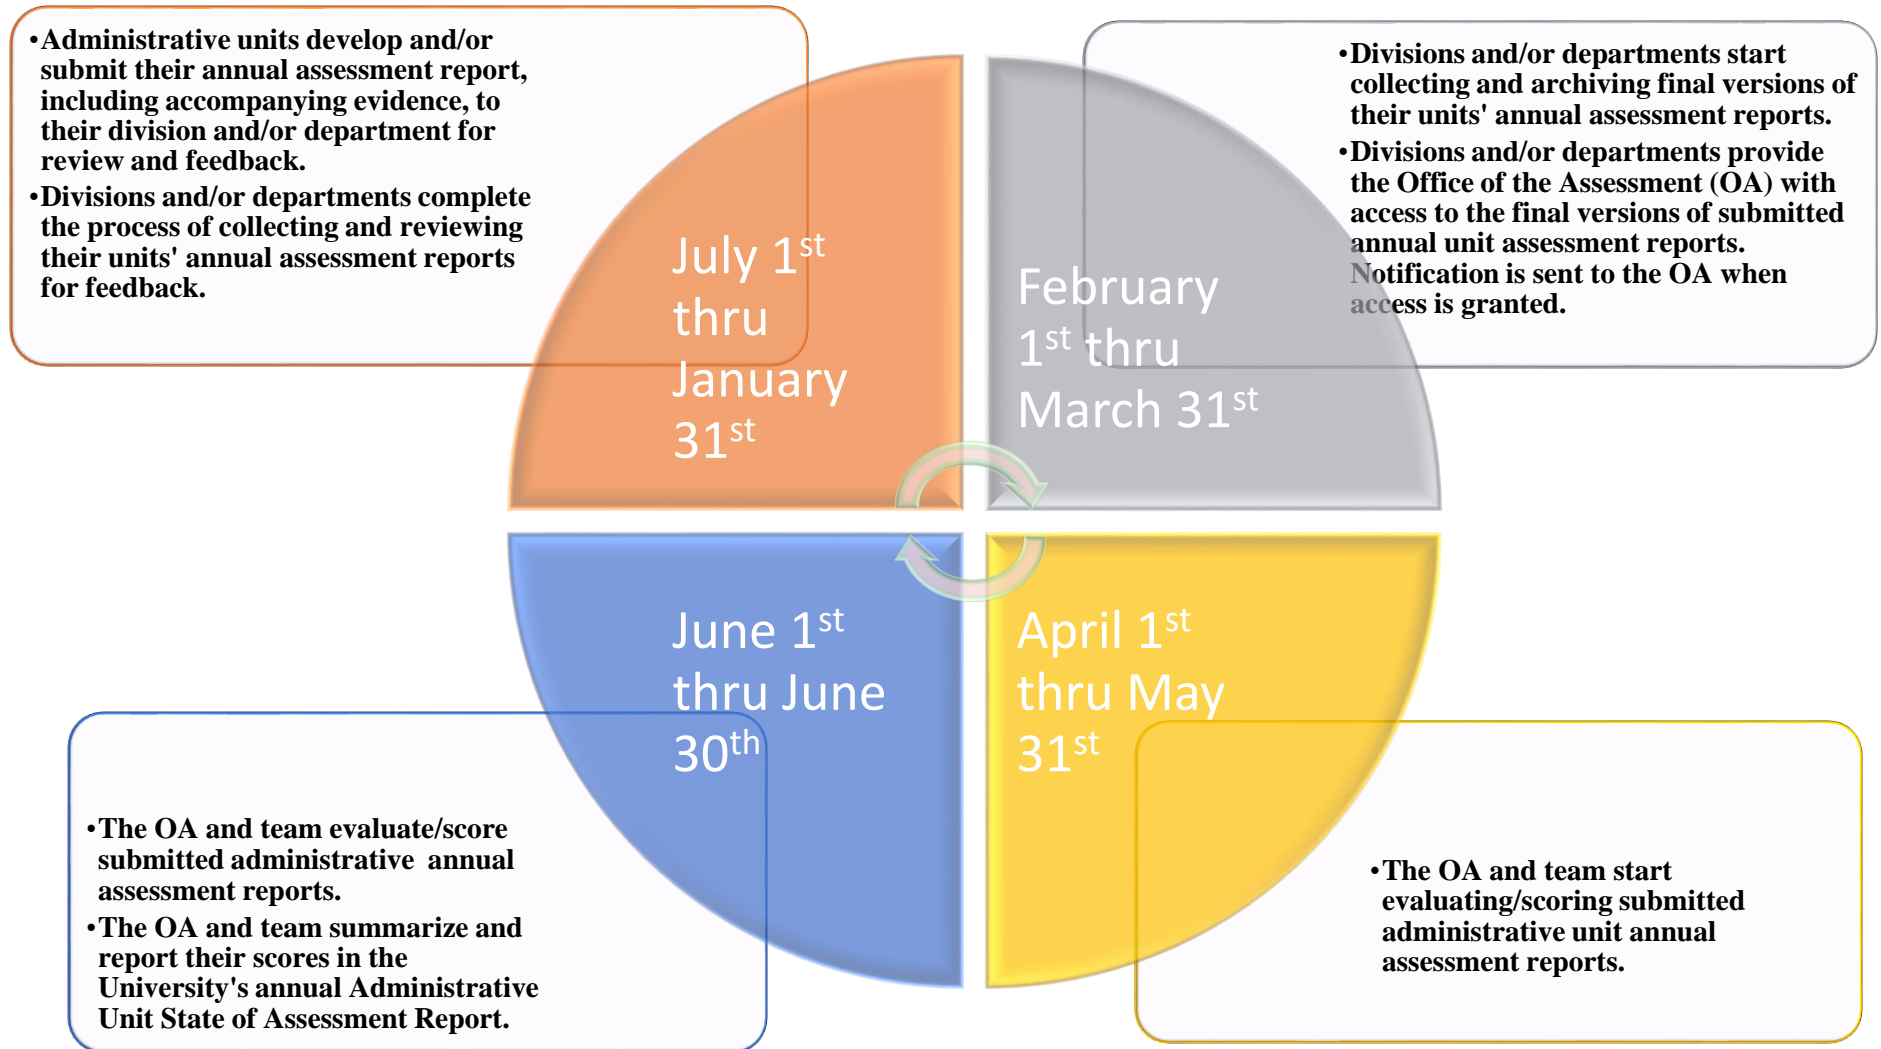 •Administrative units develop and/or
submit their annual assessment report,
including accompanying evidence, to
their division and/or department for
review and feedback.
•Divisions and/or departments complete
the process of collecting and reviewing
their units' annual assessment reports
for feedback.
July 1st
thru
January
31st
•Divisions and/or departments start
collecting and archiving final versions of
their units' annual assessment reports.
•Divisions and/or departments provide
the Office of the Assessment (OA) with
access to the final versions of submitted
annual unit assessment reports.
Notification is sent to the OA when
access is granted.
February
1st thru
March 31st
June 1st
thru June
30th
•The OA and team evaluate/score
submitted administrative  annual
assessment reports.
•The OA and team summarize and
report their scores in the
University's annual Administrative
Unit State of Assessment Report.
April 1st
thru May
31st
•The OA and team start
evaluating/scoring submitted
administrative unit annual
assessment reports.